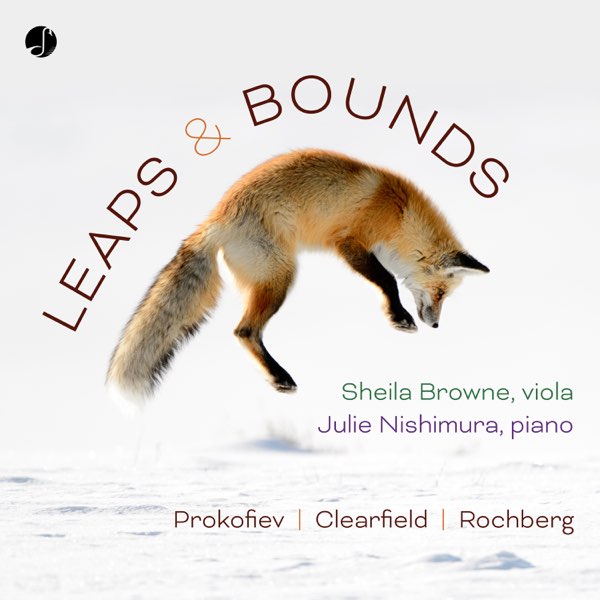 LEAPS & BOUNDS
Sheila Browne, viola
Julie Nishimura, piano
Prokofiev | Clearfield | Rochberg